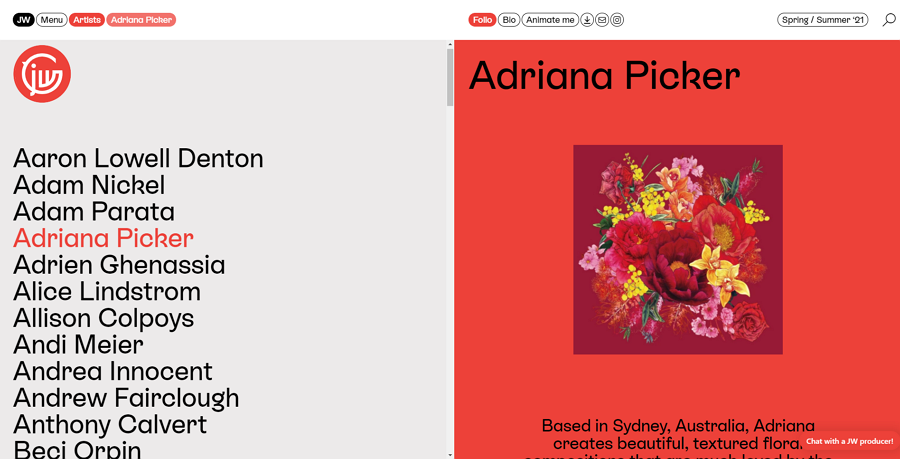 JW Menu Artists Adriana Picker
Folio Bio Animate me
Spring / Summer '21
jw
Adriana Picker
Aaron Lowell Denton
Adam Nickel
Adam Parata
Adriana Picker
Adrien Ghenassia
Alice Lindstrom
Allison Colpoys
Andi Meier
Andrea Innocent
Andrew Fairclough
Anthony Calvert
Beci Orpin
Based in Sydney, Australia, Adriana
creates beautiful, textured flora
compositions that are much loved by the
Chat with a JW producer!